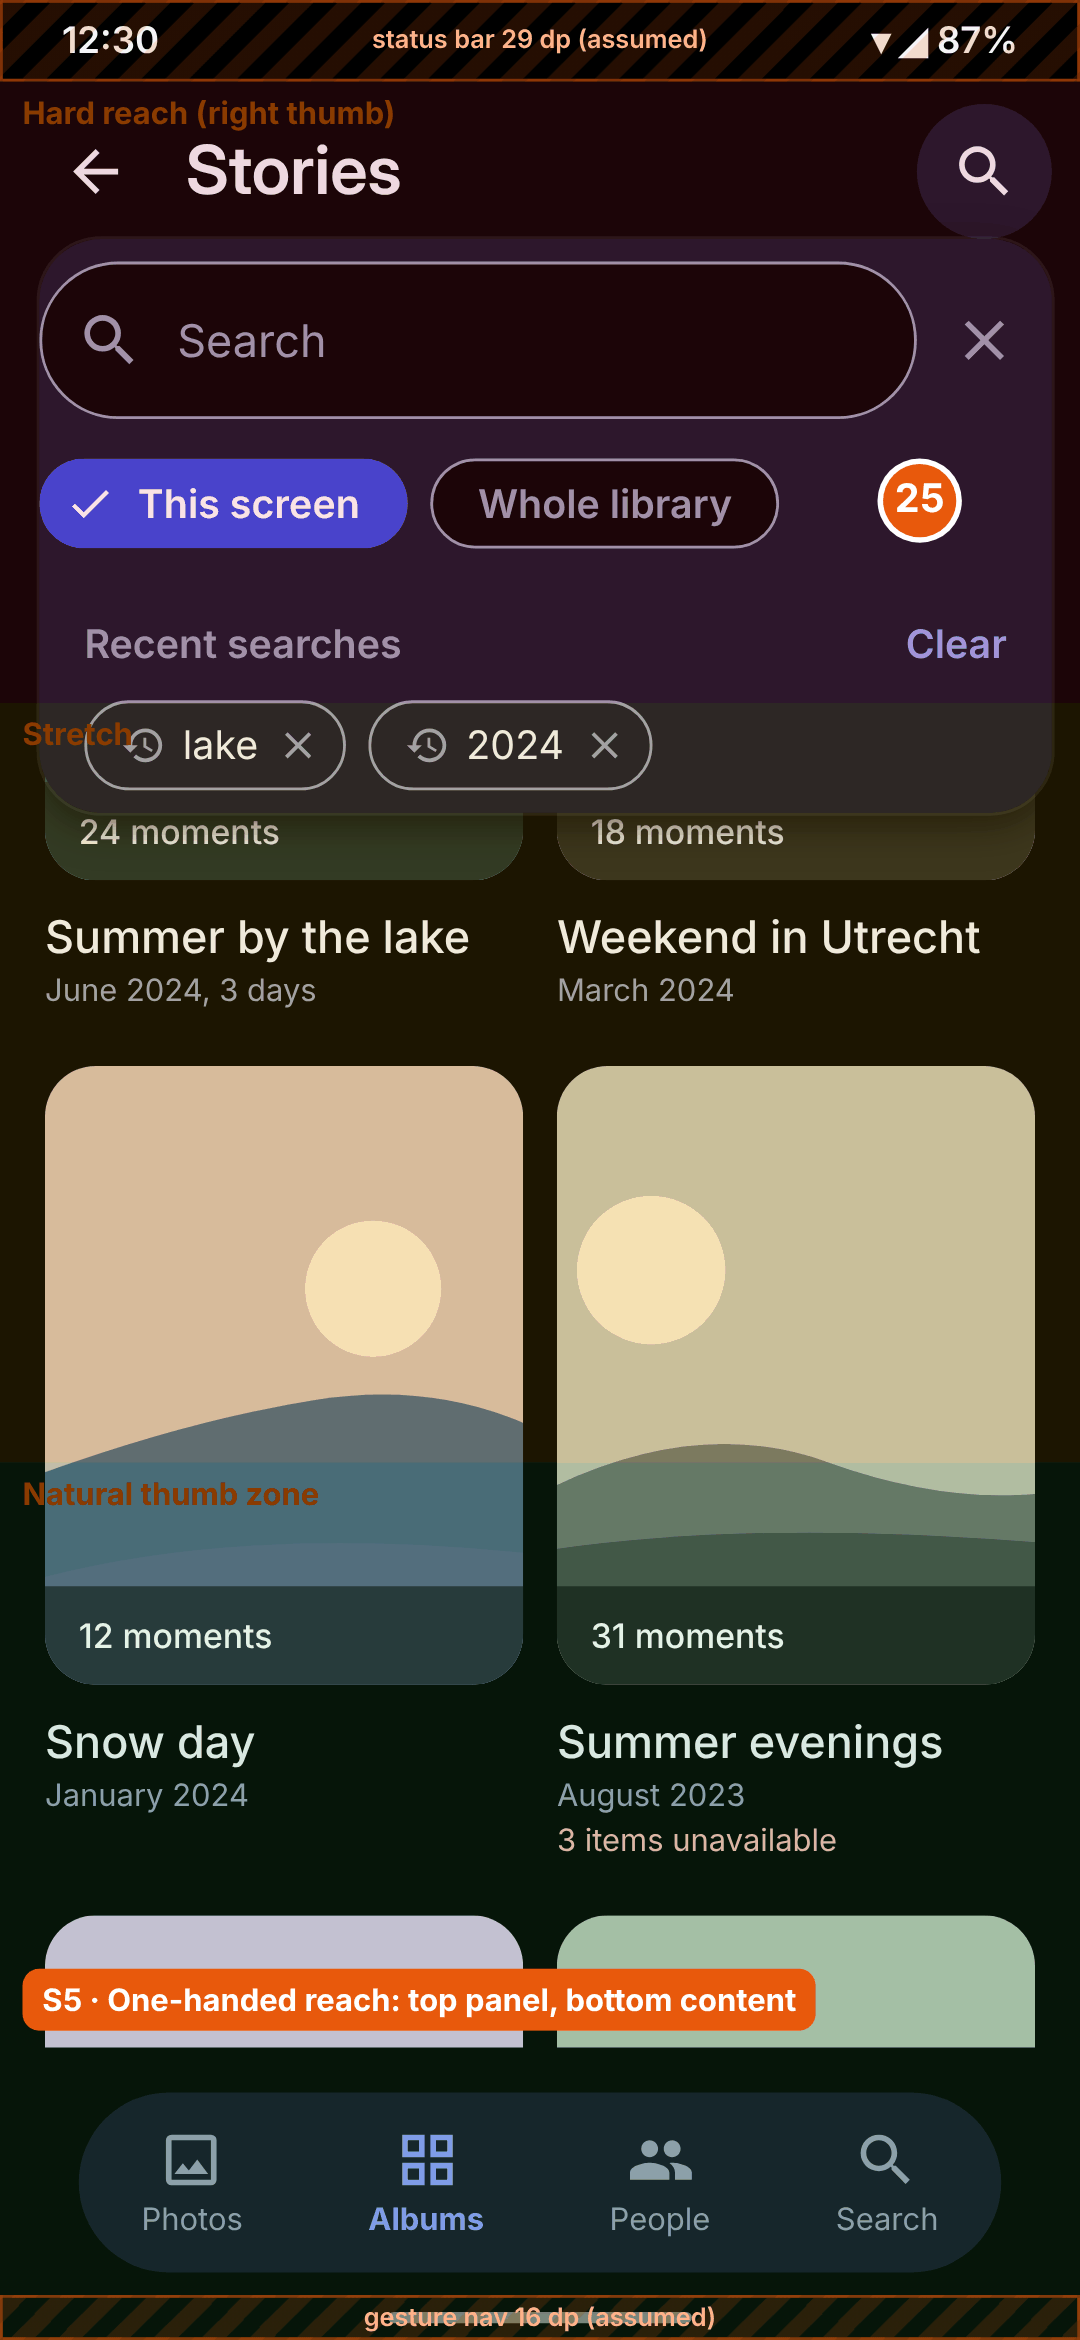 12:30
status bar 29 dp (assumed)
87%
Hard reach (right thumb)
Stories
Search
This screen
Whole library
25
Recent searches
Clear
Stretch
lake
2024
24 moments
18 moments
Summer by the lake
Weekend in Utrecht
June 2024, 3 days
March 2024
Natural thumb zone
12 moments
31 moments
Snow day
Summer evenings
January 2024
August 2023
3 items unavailable
S5 · One-handed reach: top panel, bottom content
Photos
Albums
People
Search
gesture nav 16 dp (assumed)